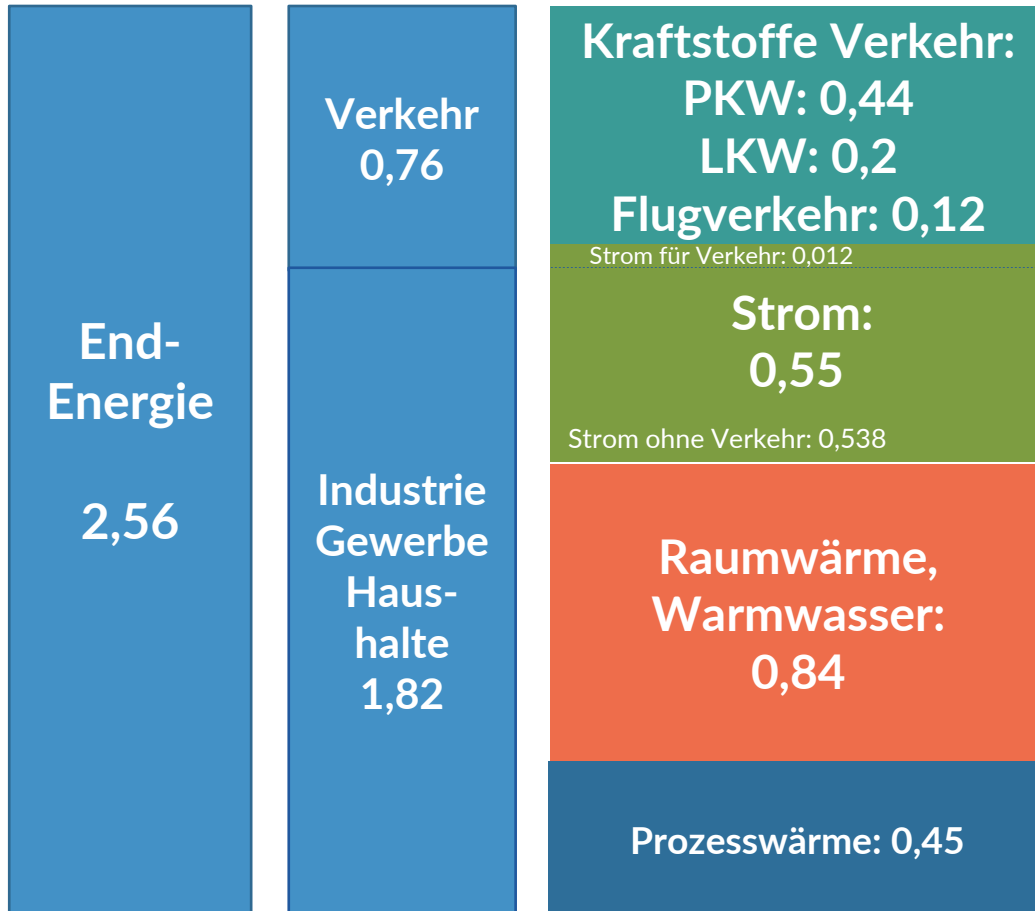 End-
Energie
2,56
Verkehr
0,76
Industrie
Gewerbe
Haus-
halte
1,82
Kraftstoffe Verkehr:
PKW: 0,44
LKW: 0,2
Flugverkehr: 0,12
Strom für Verkehr: 0,012
Strom:
0,55
Strom ohne Verkehr: 0,538
Raumwärme,
Warmwasser:
0,84
Prozesswärme: 0,45